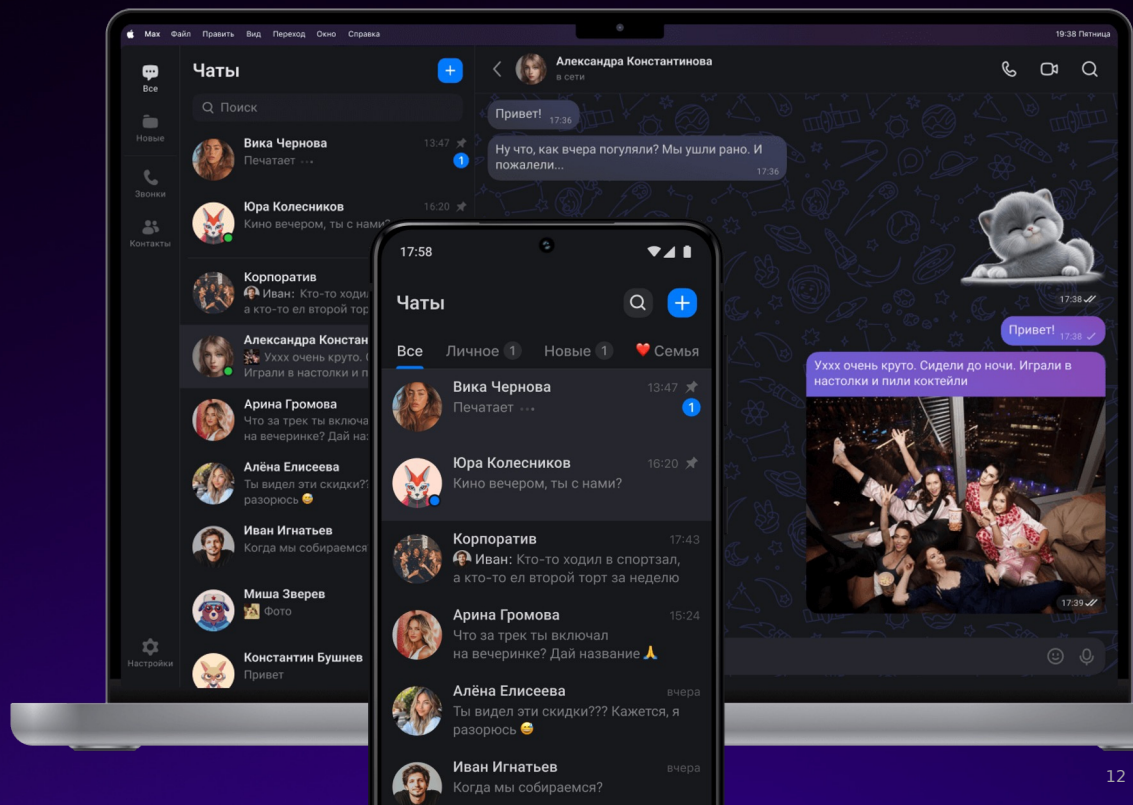 Max Файл Править Вид Переход Окно Справка
19:38 Пятница
Все
Новые
Звонки
Контакты
Настройки
Чаты
Поиск
Вика Чернова 13:47
Печатает 1
Юра Колесников 16:20
Кино вечером, ты с нами?
Корпоратив
Иван: Кто-то ходил
а кто-то ел второй тор
Александра Констан
Уххх очень круто.
Играли в настолки и п
Арина Громова
Что за трек ты включа
на вечеринке? Дай наз
Алёна Елисеева
Ты видел эти скидки??
разорюсь 😅
Иван Игнатьев
Когда мы собираемся
Миша Зверев
Фото
Константин Бушнев
Привет
Александра Константинова
в сети
Привет! 17:36
Ну что, как вчера погуляли? Мы ушли рано. И
пожалели...
17:36
17:38
Привет! 17:38
Уххх очень круто. Сидели до ночи. Играли в
настолки и пили коктейли
17:39
17:58
Чаты
Все Личное 1 Новые 1 ❤️ Семья
Вика Чернова 13:47
Печатает 1
Юра Колесников 16:20
Кино вечером, ты с нами?
Корпоратив 17:43
Иван: Кто-то ходил в спортзал,
а кто-то ел второй торт за неделю
Арина Громова 15:24
Что за трек ты включал
на вечеринке? Дай название 🙏
Алёна Елисеева вчера
Ты видел эти скидки??? Кажется, я
разорюсь 😅
Иван Игнатьев вчера
Когда мы собираемся?
12